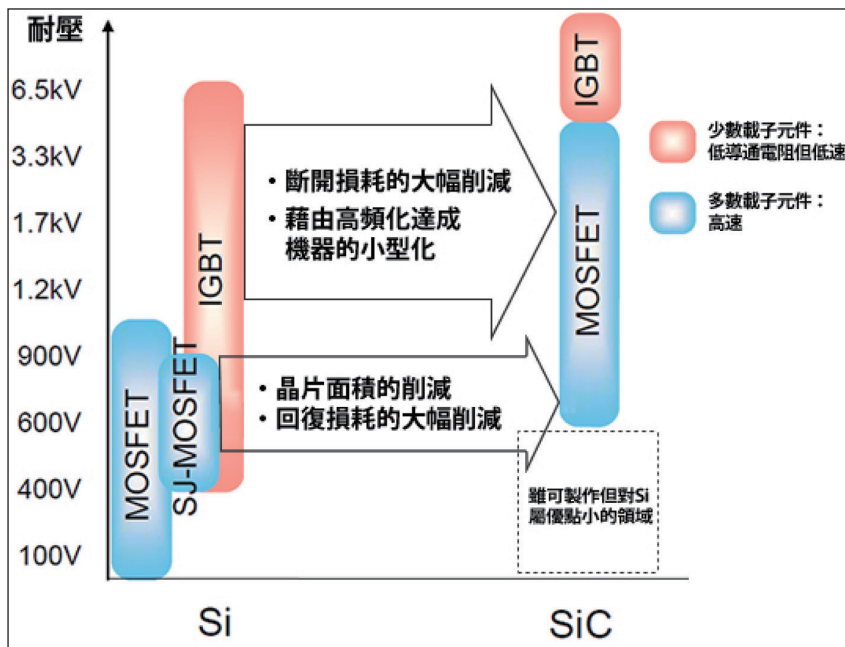 耐壓
6.5kV
3.3kV
1.7kV
1.2kV
900V
600V
400V
100V
MOSFET
SJ-MOSFET
IGBT
・斷開損耗的大幅削減
・藉由高頻化達成
機器的小型化
・晶片面積的削減
・回復損耗的大幅削減
IGBT
MOSFET
雖可製作但對Si
屬優點小的領域
少數載子元件：
低導通電阻但低速
多數載子元件：
高速
Si
SiC